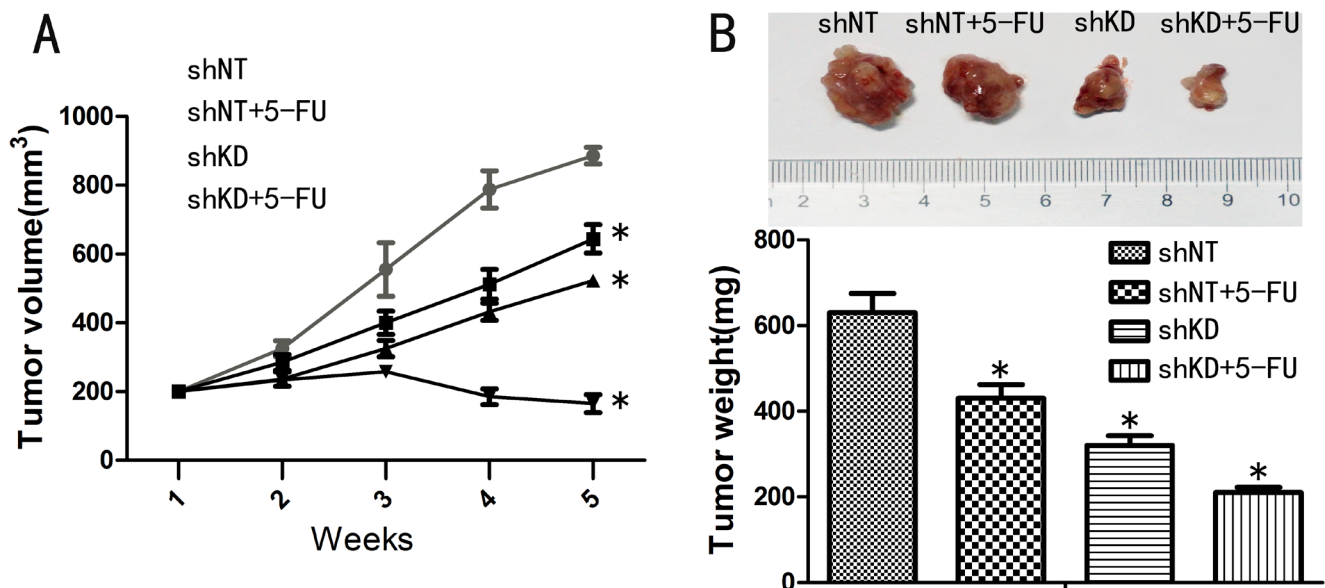 A
shNT
shNT+5-FU
shKD
shKD+5-FU
Tumor volume(mm³)
1000
800
600
400
200
0
*
*
*
1 2 3 4 5
Weeks
B
shNT shNT+5-FU shKD shKD+5-FU
2 3 4 5 6 7 8 9 10
Tumor weight(mg)
800
600
400
200
0
*
*
*
shNT
shNT+5-FU
shKD
shKD+5-FU